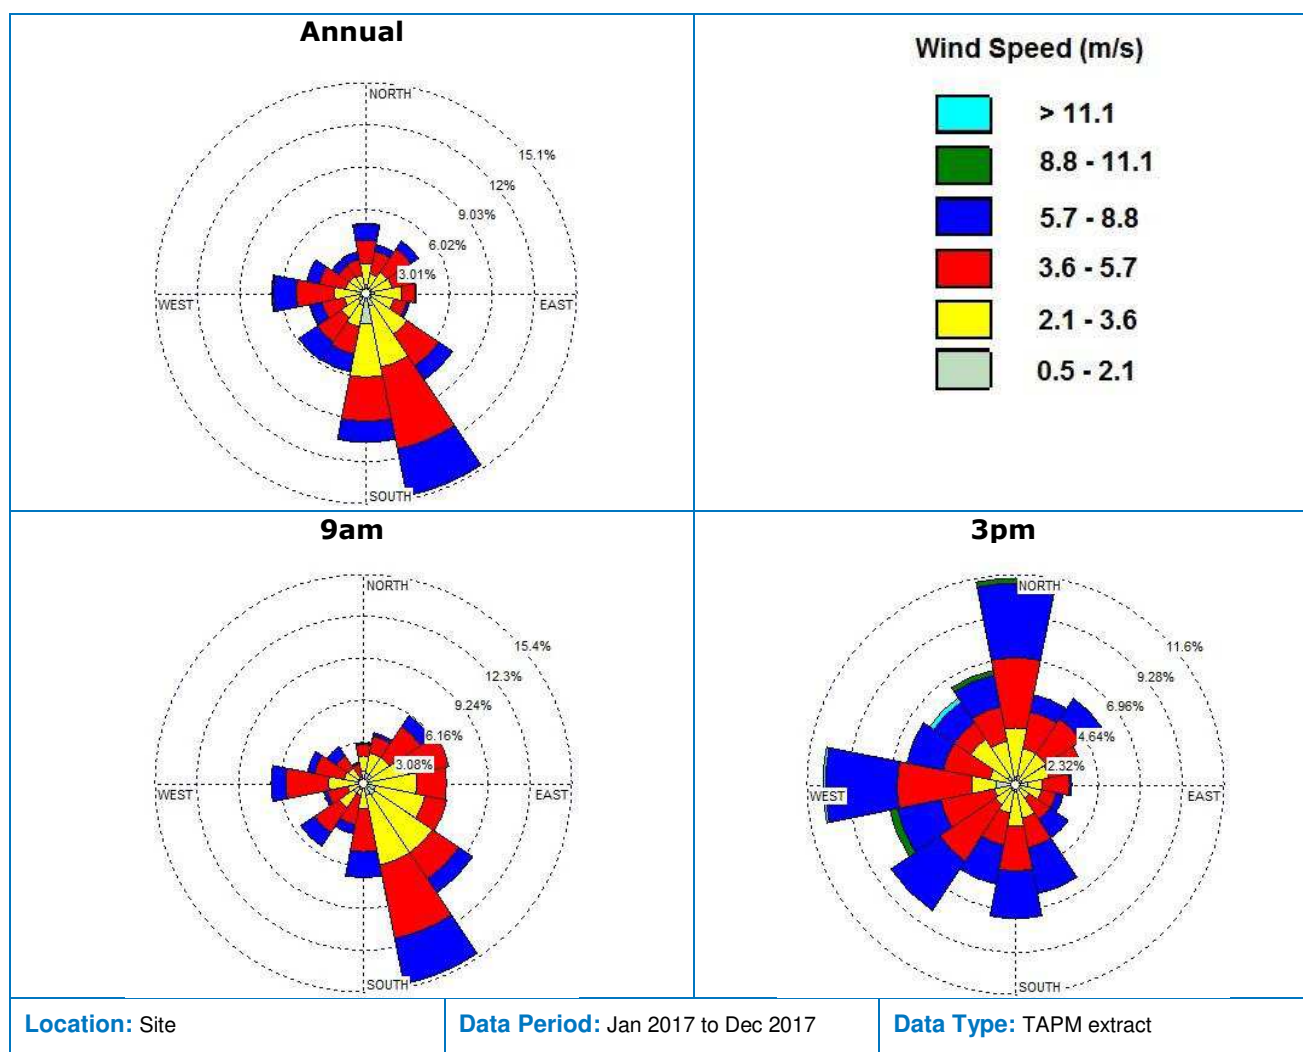 Annual
NORTH
15.1%
12%
9.03%
6.02%
3.01%
WEST
EAST
SOUTH
Wind Speed (m/s)
> 11.1
8.8 - 11.1
5.7 - 8.8
3.6 - 5.7
2.1 - 3.6
0.5 - 2.1
9am
NORTH
15.4%
12.3%
9.24%
6.16%
3.08%
WEST
EAST
SOUTH
3pm
NORTH
11.6%
9.28%
6.96%
4.64%
2.32%
WEST
EAST
SOUTH
Location: Site
Data Period: Jan 2017 to Dec 2017
Data Type: TAPM extract